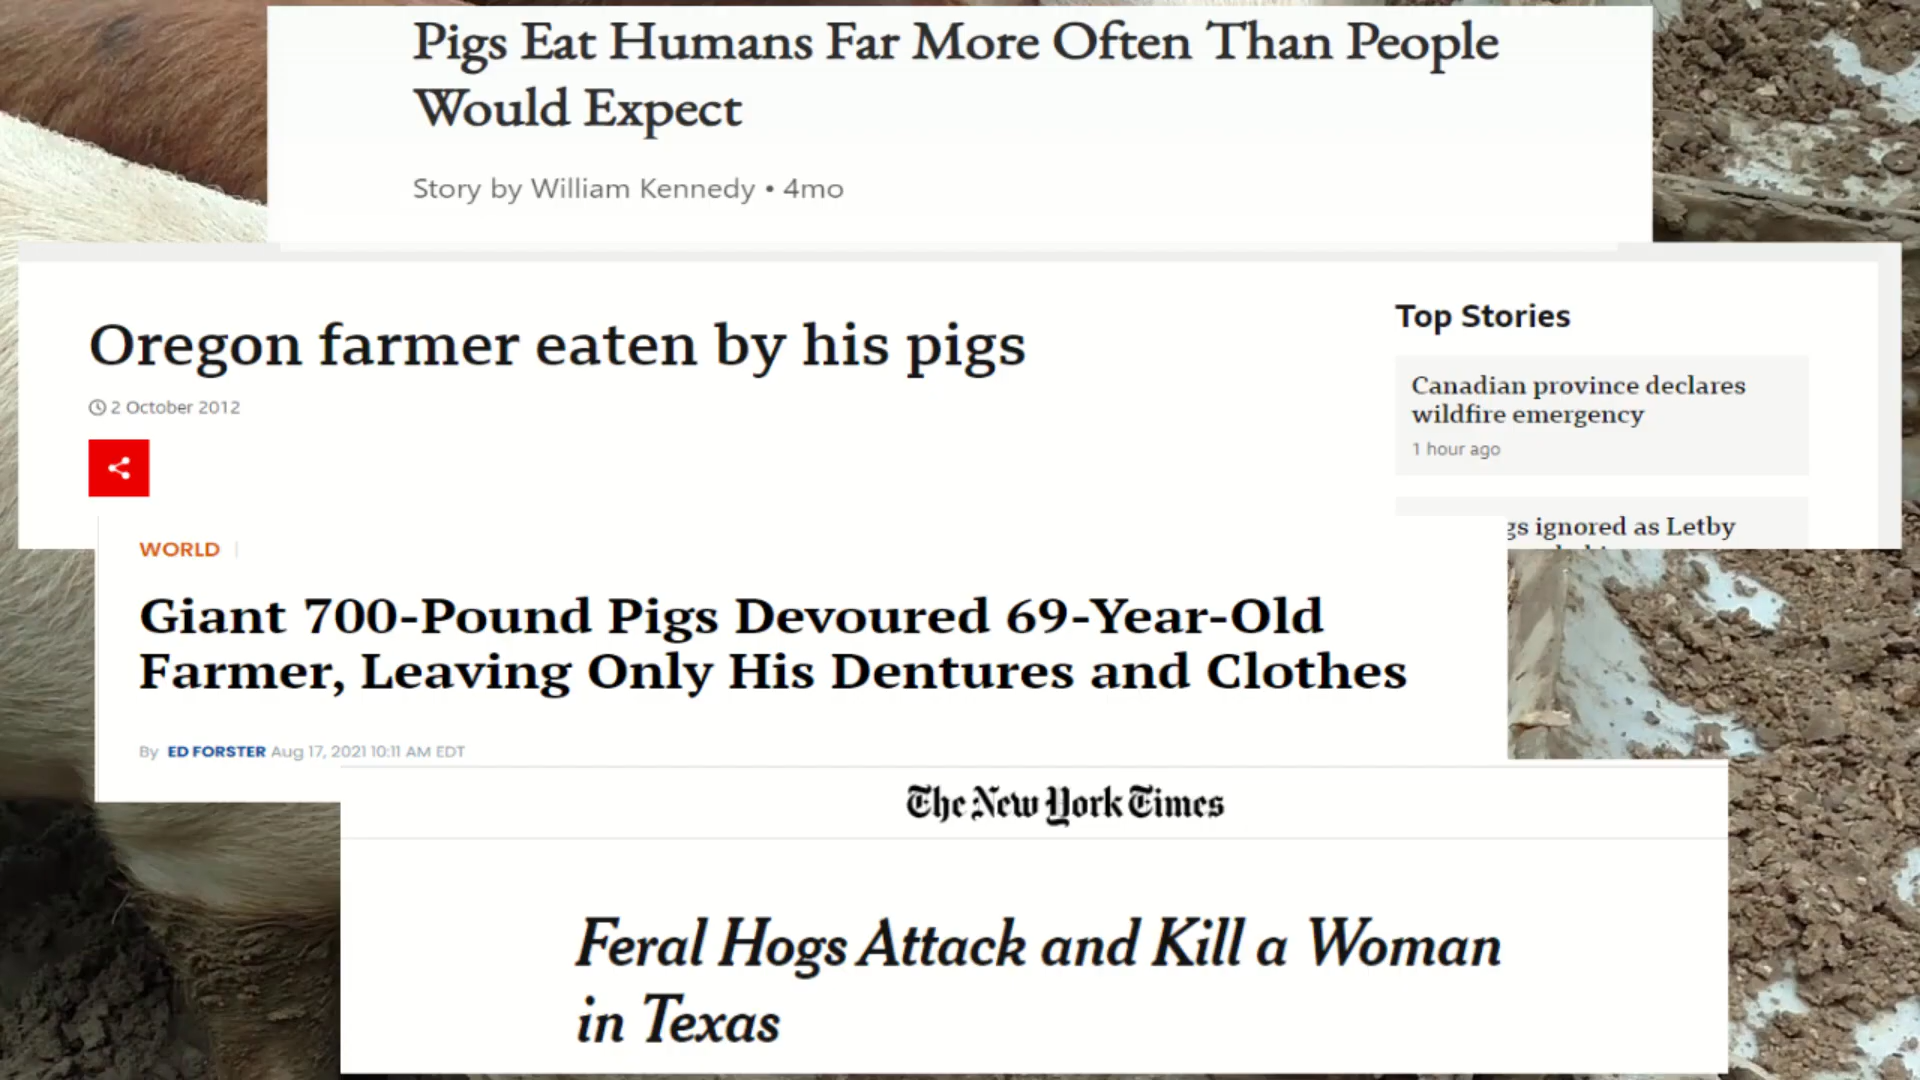 Pigs Eat Humans Far More Often Than People
Would Expect
Story by William Kennedy • 4mo
Oregon farmer eaten by his pigs
2 October 2012
Top Stories
Canadian province declares
wildfire emergency
1 hour ago
ignored as Letby
WORLD
Giant 700-Pound Pigs Devoured 69-Year-Old
Farmer, Leaving Only His Dentures and Clothes
By ED FORSTER Aug 17, 2021 10:11 AM EDT
The New York Times
Feral Hogs Attack and Kill a Woman
in Texas